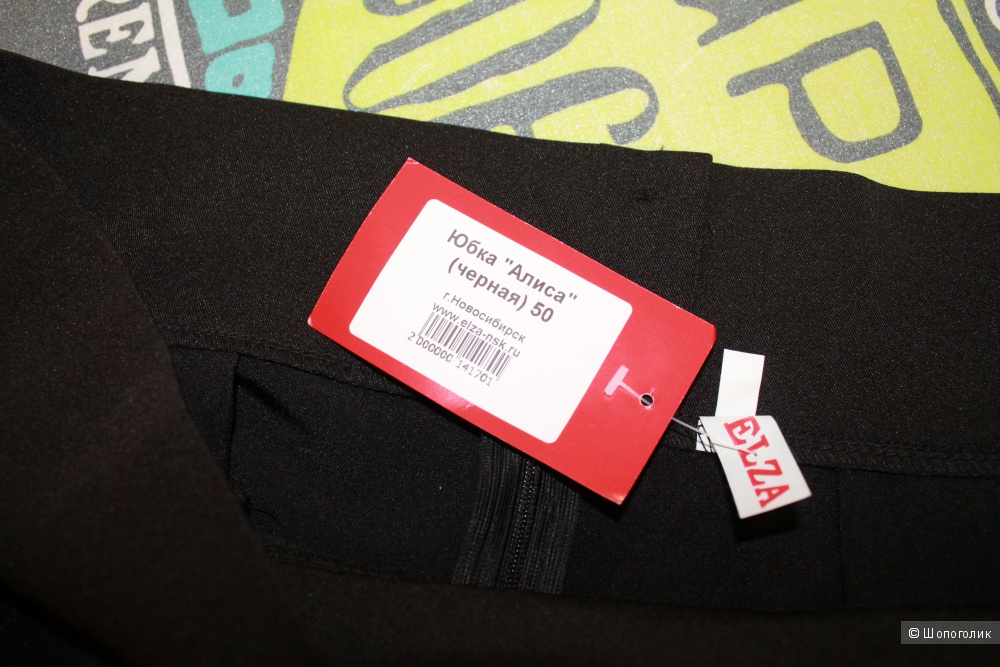 Юбка "Алиса"
(черная) 50
г.Новосибирск
www.elza-nsk.ru
2 000000 141701
ELZA
© Шопоголик